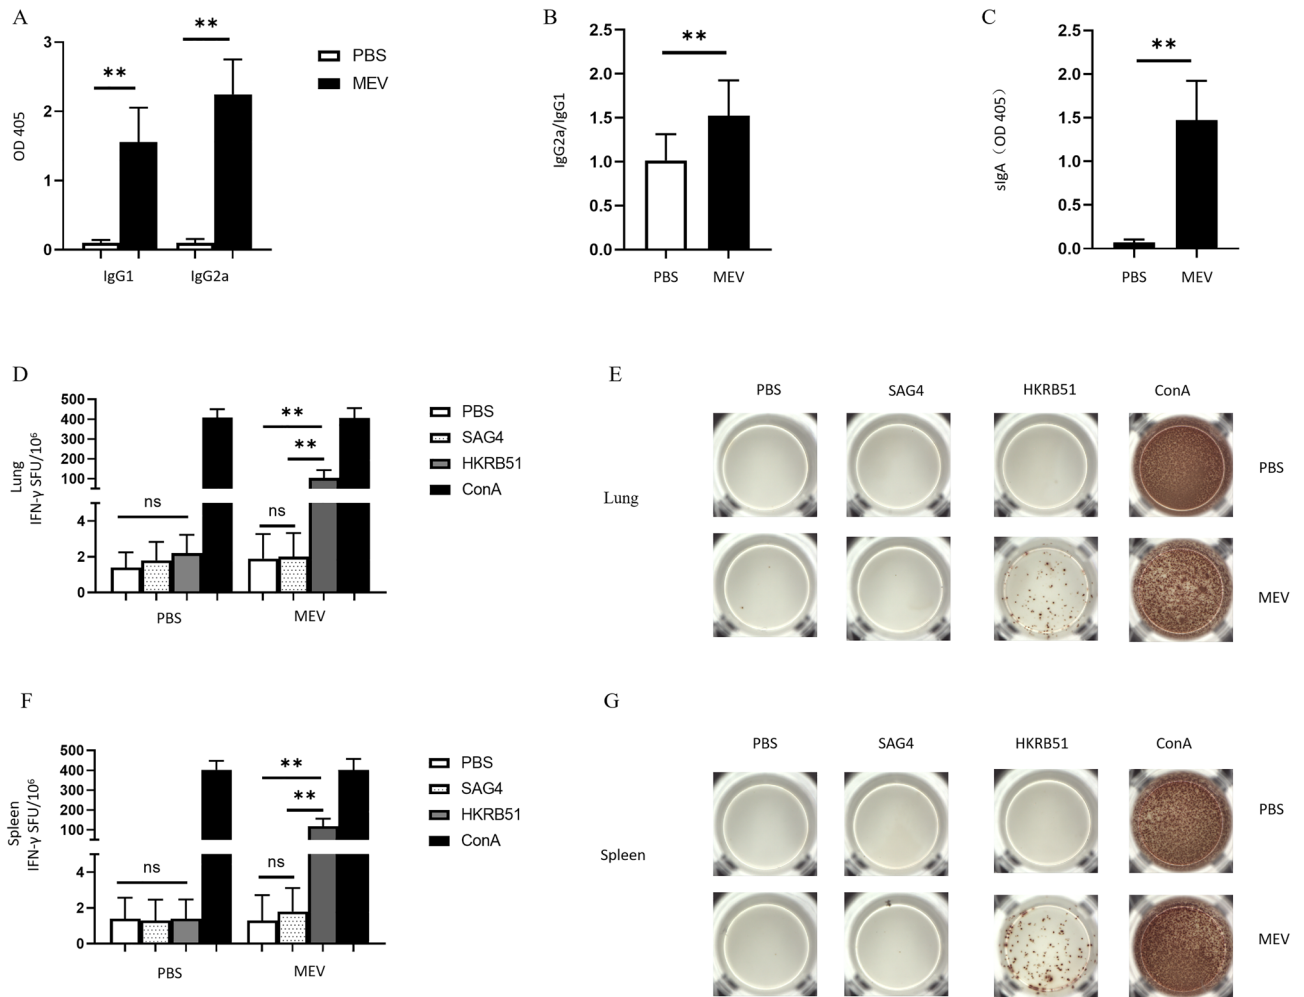 A
**
**
PBS
MEV
OD 405
3
2
1
0
IgG1 IgG2a
B
**
IgG2a/IgG1
2.5
2.0
1.5
1.0
0.5
0.0
PBS MEV
C
**
sIgA（OD 405）
2.5
2.0
1.5
1.0
0.5
0.0
PBS MEV
D
Lung
IFN-γ SFU/10⁶
500
400
300
200
100
4
2
0
ns
**
**
ns
PBS MEV
PBS
SAG4
HKRB51
ConA
E
PBS SAG4 HKRB51 ConA
Lung
PBS
MEV
F
Spleen
IFN-γ SFU/10⁶
500
400
300
200
100
4
2
0
ns
**
**
ns
PBS MEV
PBS
SAG4
HKRB51
ConA
G
PBS SAG4 HKRB51 ConA
Spleen
PBS
MEV